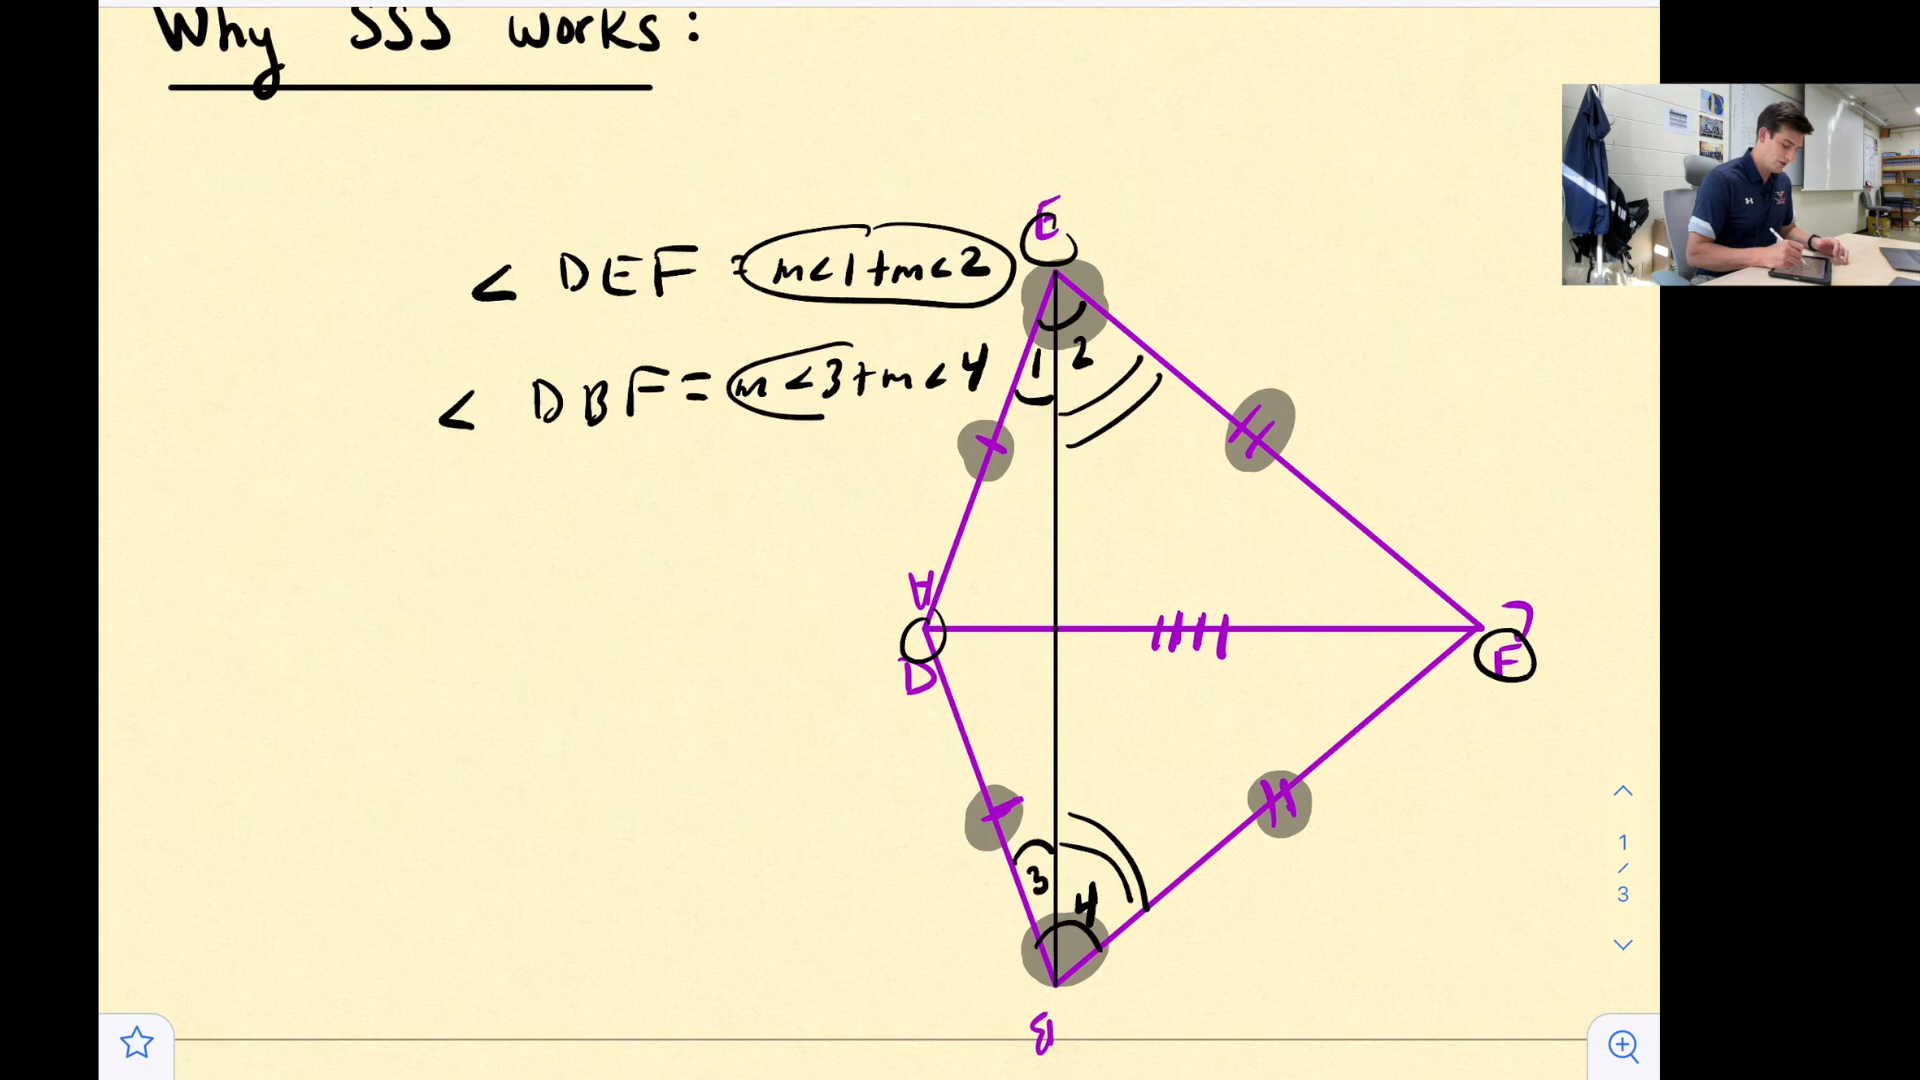 Why SSS works:
E
< DEF = m<1+m<2
1 2
< DBF = m<3+m<4
A
D
F
1
/
3
3
4
B